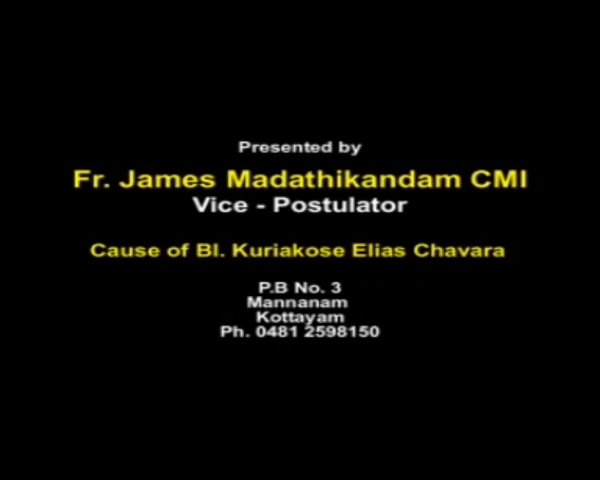 Presented by
Fr. James Madathikandam CMI
Vice - Postulator
Cause of Bl. Kuriakose Elias Chavara
P.B No. 3
Mannanam
Kottayam
Ph. 0481 2598150